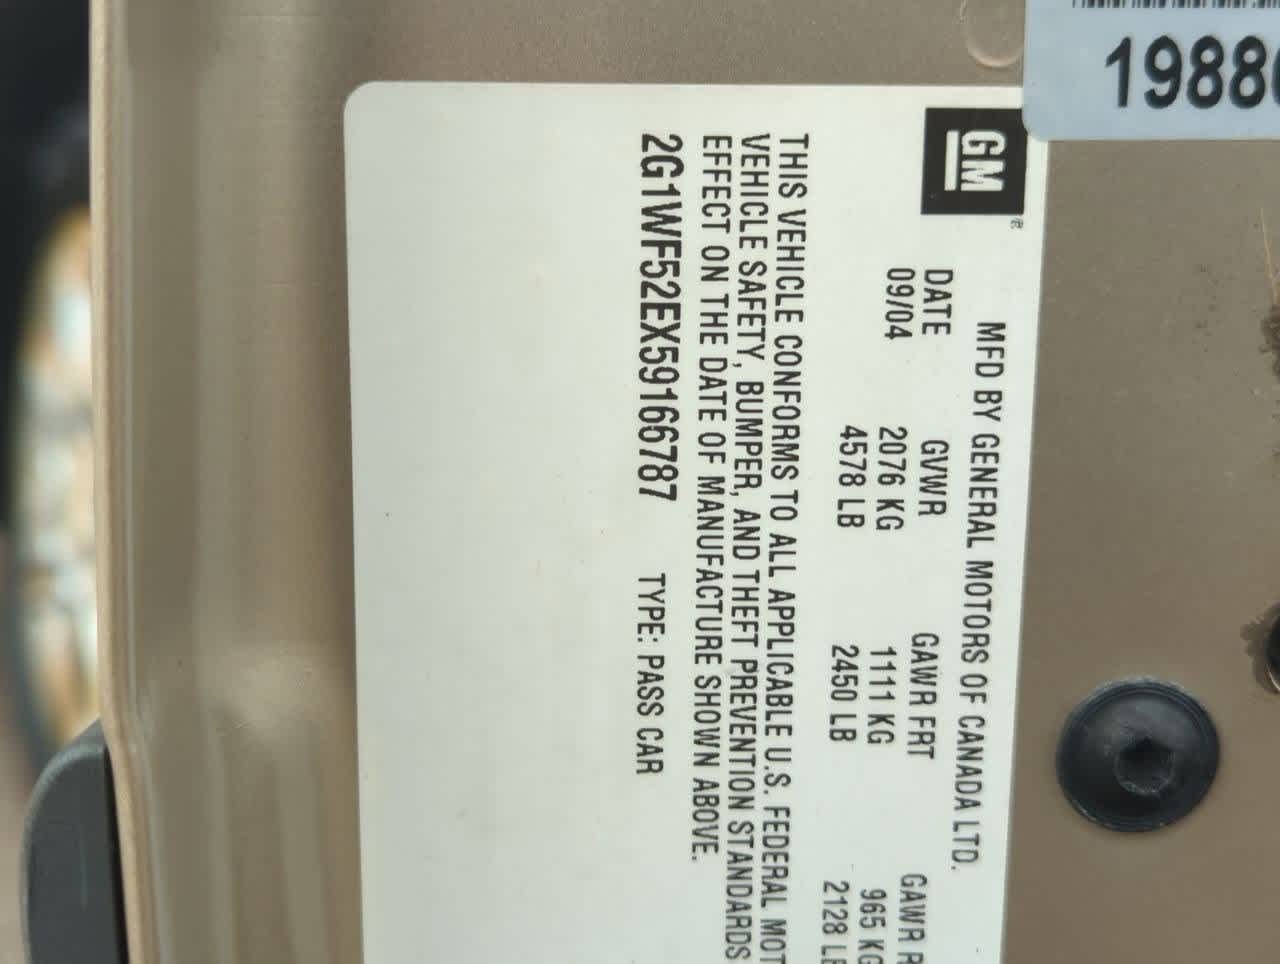 1988
GM
®
MFD BY GENERAL MOTORS OF CANADA LTD.
DATE GVWR GAWR FRT GAWR R
09/04 2076 KG 1111 KG 965 KG
4578 LB 2450 LB 2128 LB
THIS VEHICLE CONFORMS TO ALL APPLICABLE U.S. FEDERAL MOT
VEHICLE SAFETY, BUMPER, AND THEFT PREVENTION STANDARDS
EFFECT ON THE DATE OF MANUFACTURE SHOWN ABOVE.
2G1WF52EX59166787 TYPE: PASS CAR